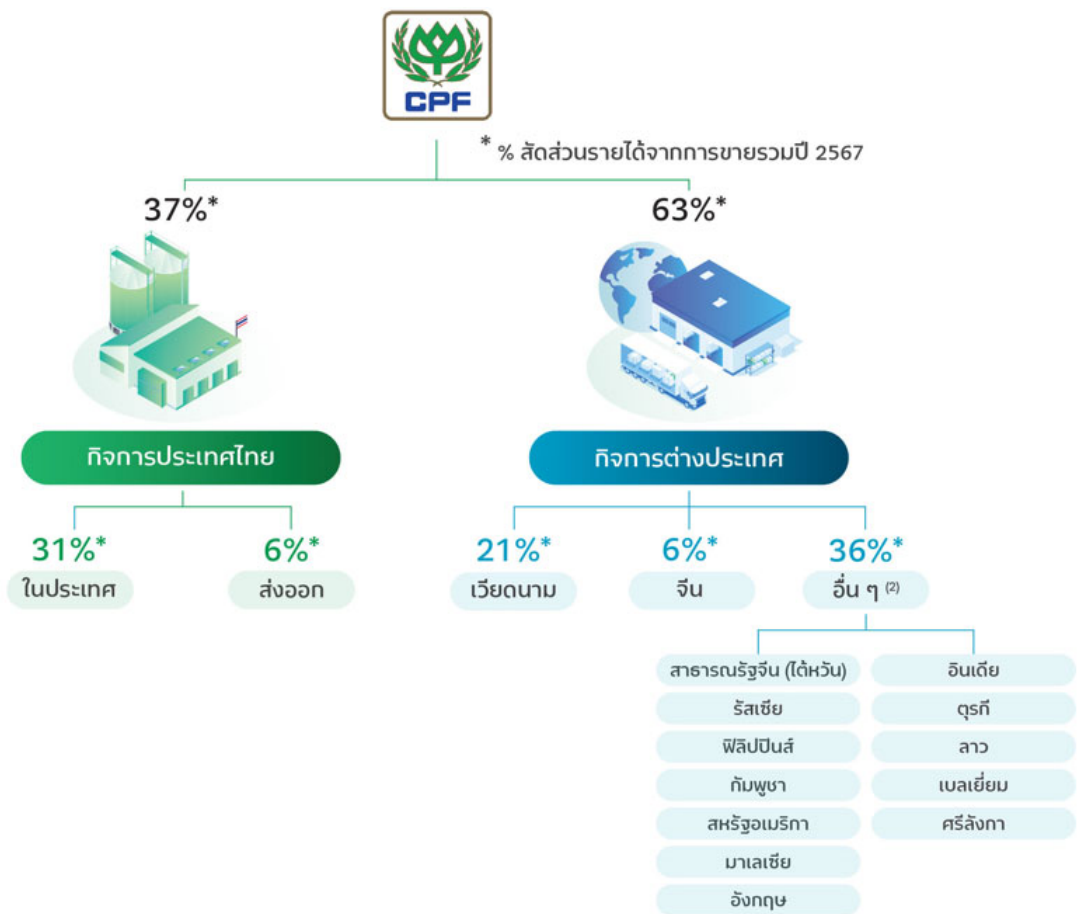 CPF
* % สัดส่วนรายได้จากการขายรวมปี 2567
37%*
63%*
กิจการประเทศไทย
กิจการต่างประเทศ
31%*
6%*
21%*
6%*
36%*
ในประเทศ
ส่งออก
เวียดนาม
จีน
อื่น ๆ (2)
สาธารณรัฐจีน (ไต้หวัน)
อินเดีย
รัสเซีย
ตุรกี
ฟิลิปปินส์
ลาว
กัมพูชา
เบลเยี่ยม
สหรัฐอเมริกา
ศรีลังกา
มาเลเซีย
อังกฤษ